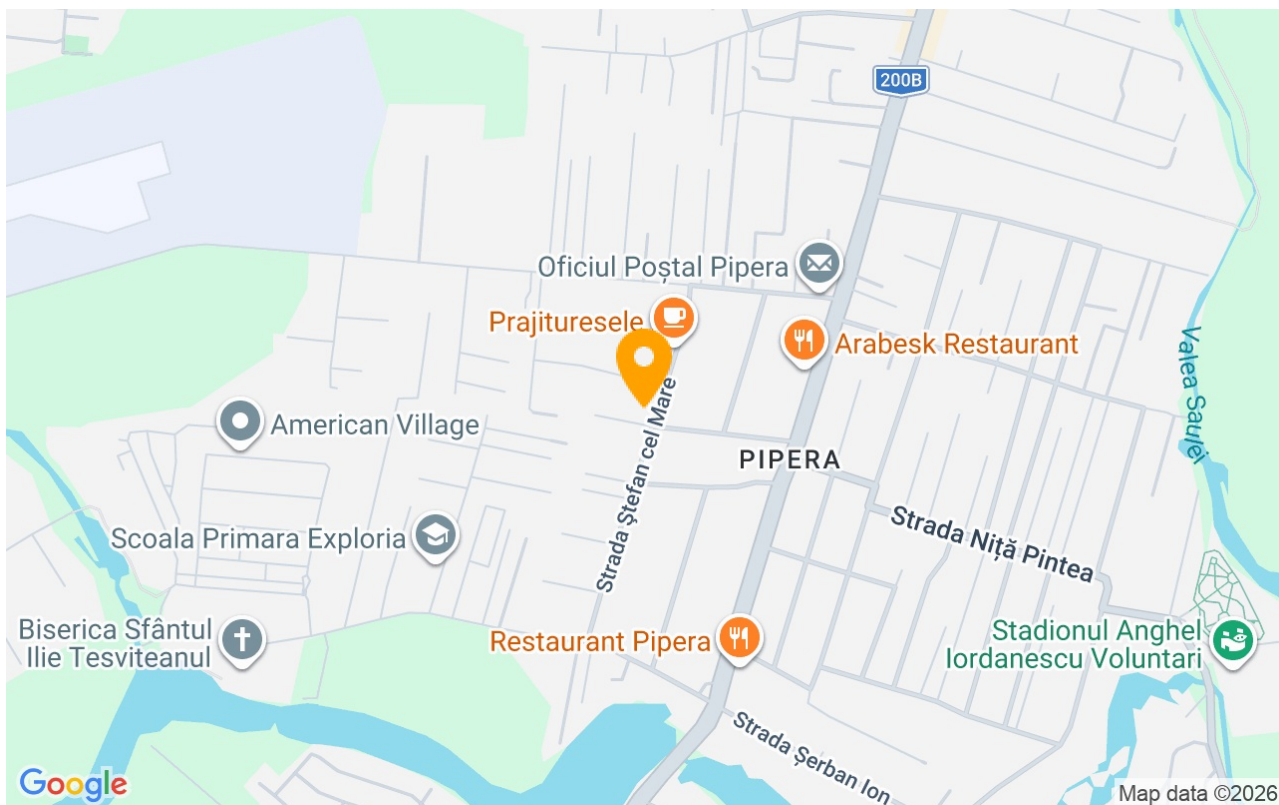 200B
Oficiul Poștal Pipera
Prajituresele
Arabesk Restaurant
Valea Saulei
American Village
Strada Ștefan cel Mare
PIPERA
Scoala Primara Exploria
Strada Niță Pintea
Biserica Sfântul
Ilie Tesviteanul
Restaurant Pipera
Stadionul Anghel
Iordanescu Voluntari
Strada Șerban Ion
Google
Map data ©2026